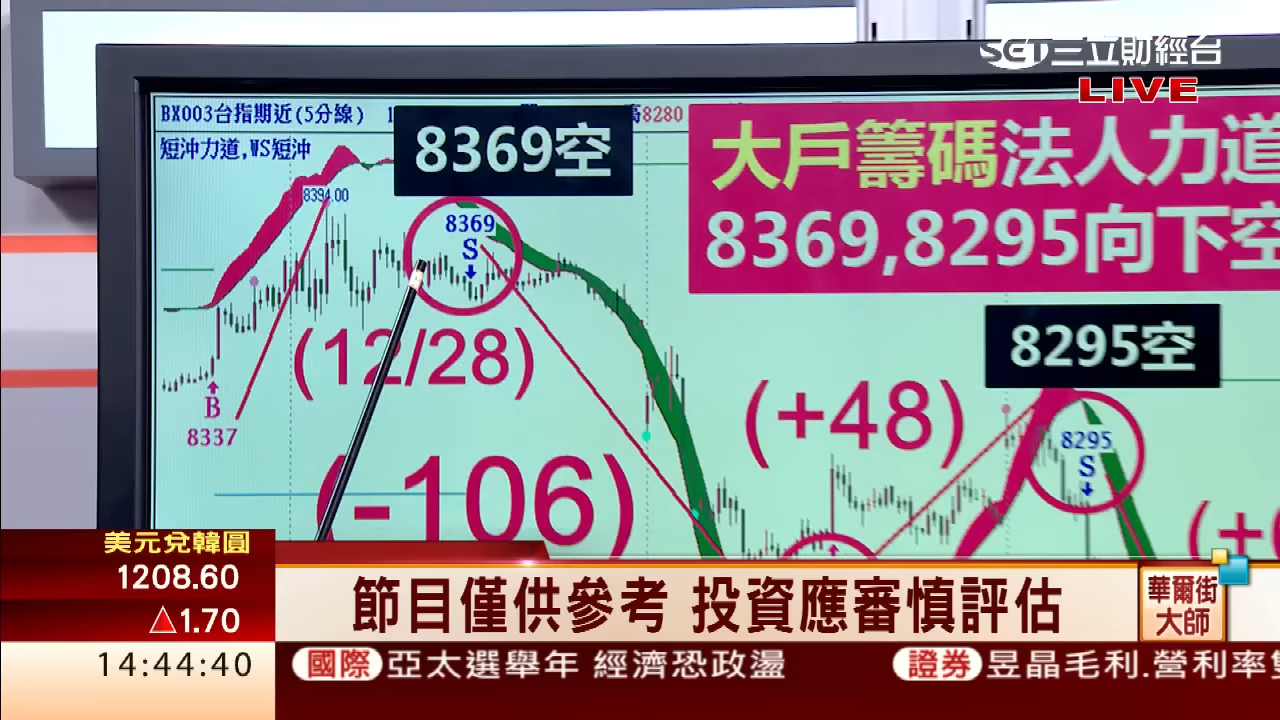 SET三立財經台
LIVE
BX003台指期近(5分線)
高8280
短沖力道,WS短沖
8369空
大戶籌碼法人力道
8369,8295向下空
8394.00
8369
S
8295空
(12/28)
B
8337
(+48)
8295
S
(-106)
美元兌韓圓
1208.60
△1.70
節目僅供參考 投資應審慎評估
華爾街
大師
14:44:40
國際 亞太選舉年 經濟恐政盪
證券 昱晶毛利.營利率雙